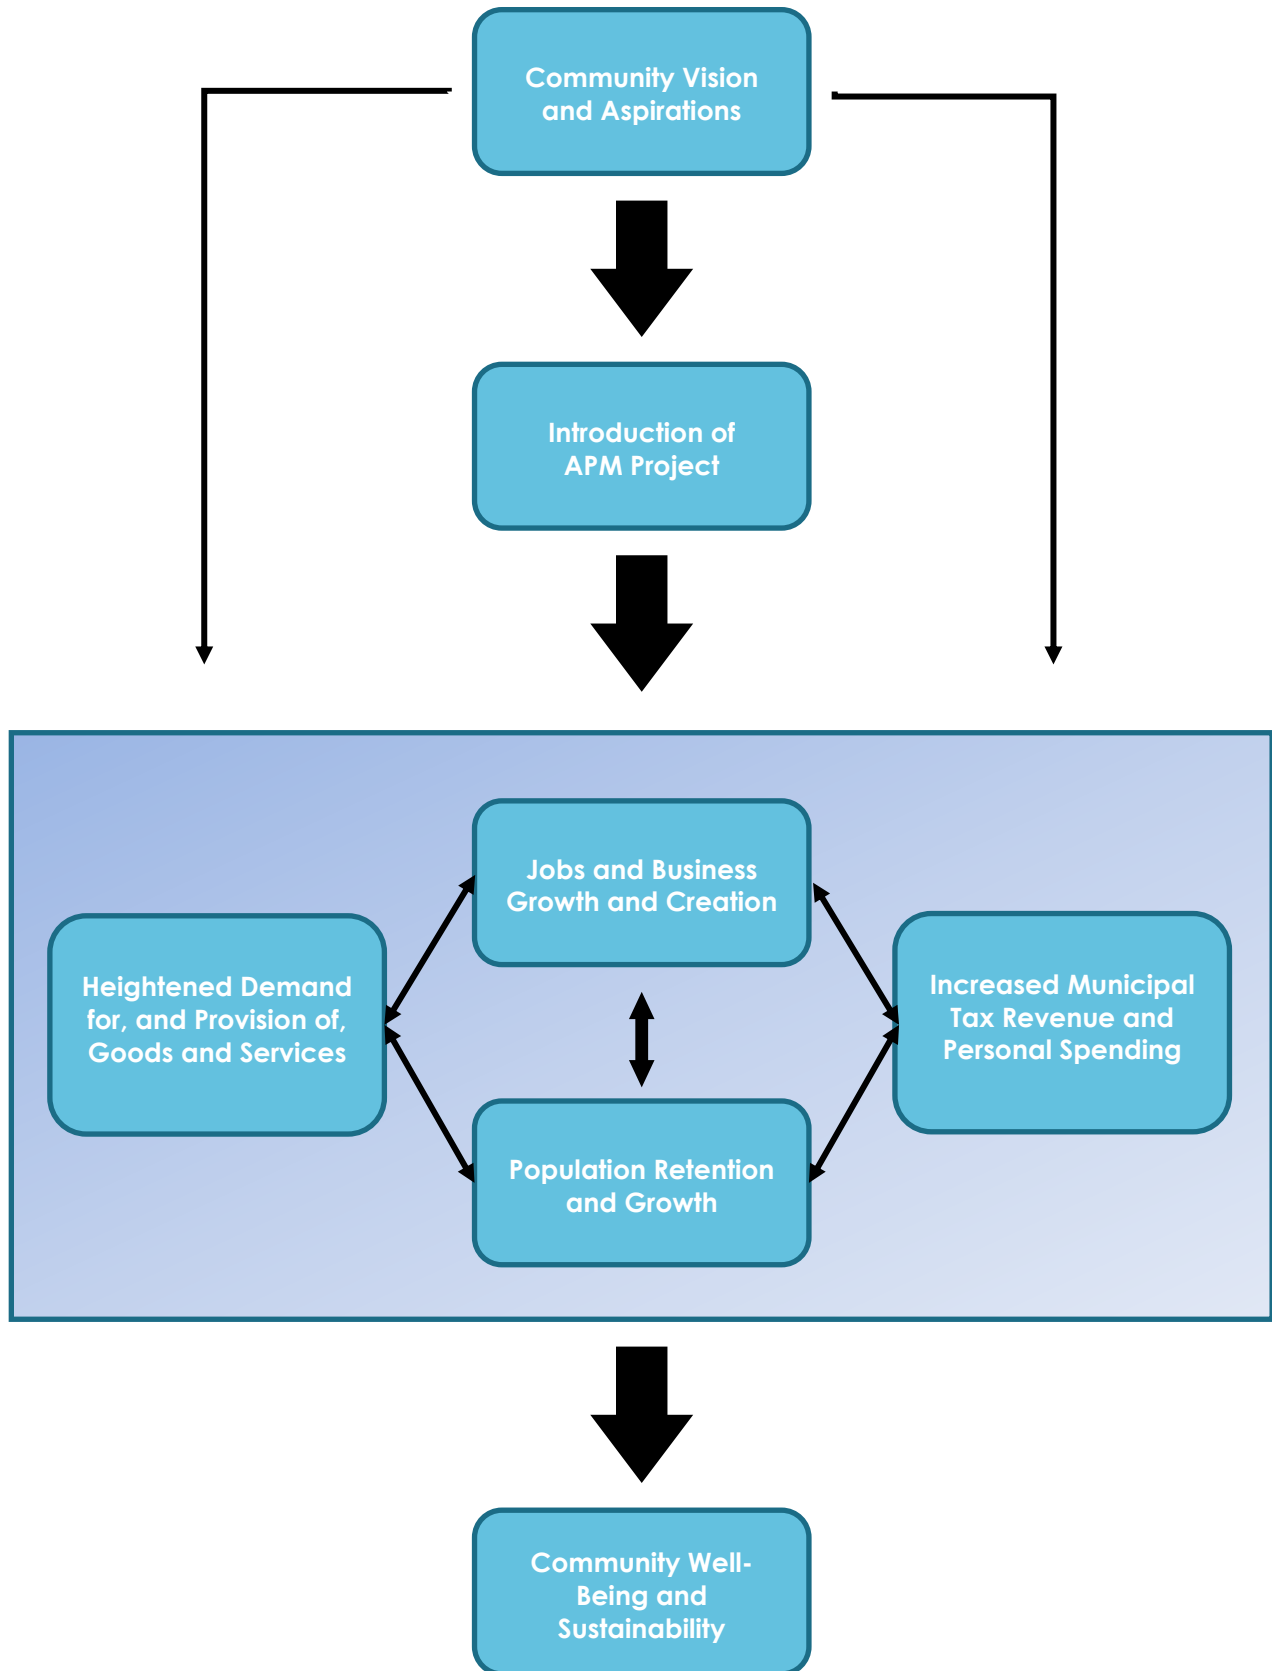 Community Vision
and Aspirations
Introduction of
APM Project
Jobs and Business
Growth and Creation
Heightened Demand
for, and Provision of,
Goods and Services
Increased Municipal
Tax Revenue and
Personal Spending
Population Retention
and Growth
Community Well-
Being and
Sustainability